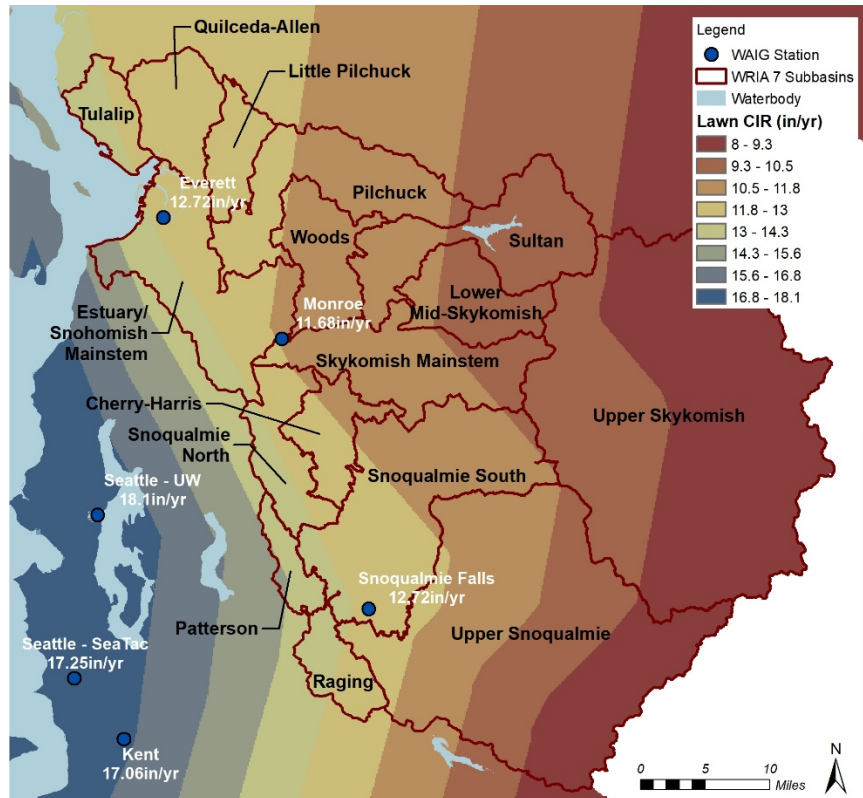 Quilceda-Allen
Little Pilchuck
Tulalip
Everett
12.72in/yr
Pilchuck
Woods
Sultan
Estuary/
Snohomish
Mainstem
Monroe
11.68in/yr
Lower
Mid-Skykomish
Skykomish Mainstem
Cherry-Harris
Upper Skykomish
Snoqualmie
North
Snoqualmie South
Seattle - UW
18.1in/yr
Snoqualmie Falls
12.72in/yr
Patterson
Upper Snoqualmie
Seattle - SeaTac
17.25in/yr
Raging
Kent
17.06in/yr
Legend
WAIG Station
WRIA 7 Subbasins
Waterbody
Lawn CIR (in/yr)
8 - 9.3
9.3 - 10.5
10.5 - 11.8
11.8 - 13
13 - 14.3
14.3 - 15.6
15.6 - 16.8
16.8 - 18.1
N
0 5 10
Miles